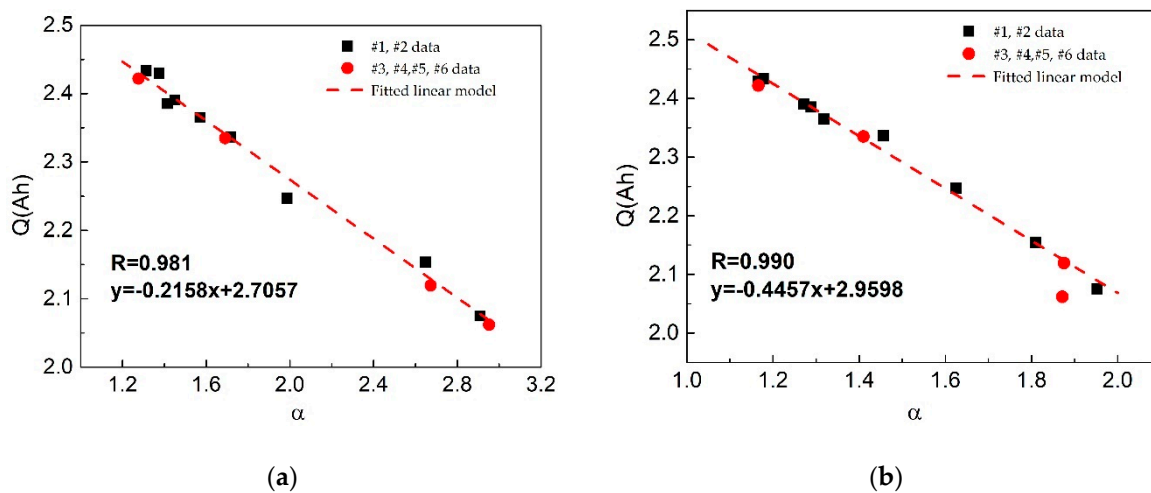 2.5
2.4
2.3
2.2
2.1
2.0
Q(Ah)
#1, #2 data
#3, #4,#5, #6 data
Fitted linear model
R=0.981
y=-0.2158x+2.7057
1.2 1.6 2.0 2.4 2.8 3.2
α
(a)
2.5
2.4
2.3
2.2
2.1
2.0
Q(Ah)
#1, #2 data
#3, #4,#5, #6 data
Fitted linear model
R=0.990
y=-0.4457x+2.9598
1.0 1.2 1.4 1.6 1.8 2.0
α
(b)